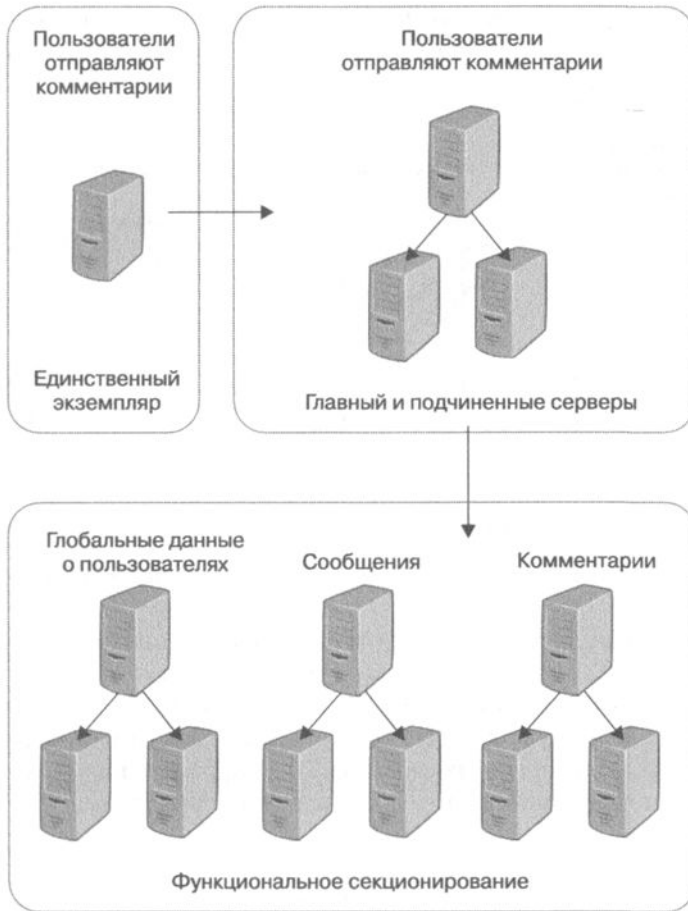 Пользователи
отправляют
комментарии
Единственный
экземпляр
Пользователи
отправляют комментарии
Главный и подчиненные серверы
Глобальные данные
о пользователях
Сообщения
Комментарии
Функциональное секционирование